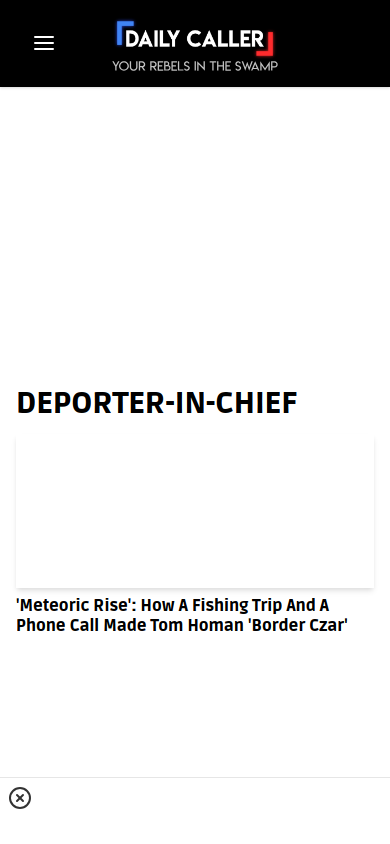 DAILY CALLER
YOUR REBELS IN THE SWAMP
DEPORTER-IN-CHIEF
'Meteoric Rise': How A Fishing Trip And A
Phone Call Made Tom Homan 'Border Czar'